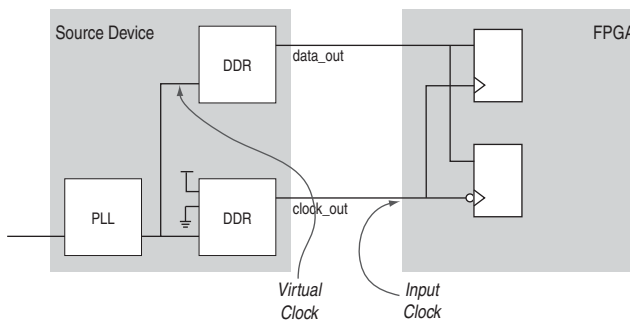 Source Device
FPGA
DDR
data_out
PLL
DDR
clock_out
Virtual
Clock
Input
Clock